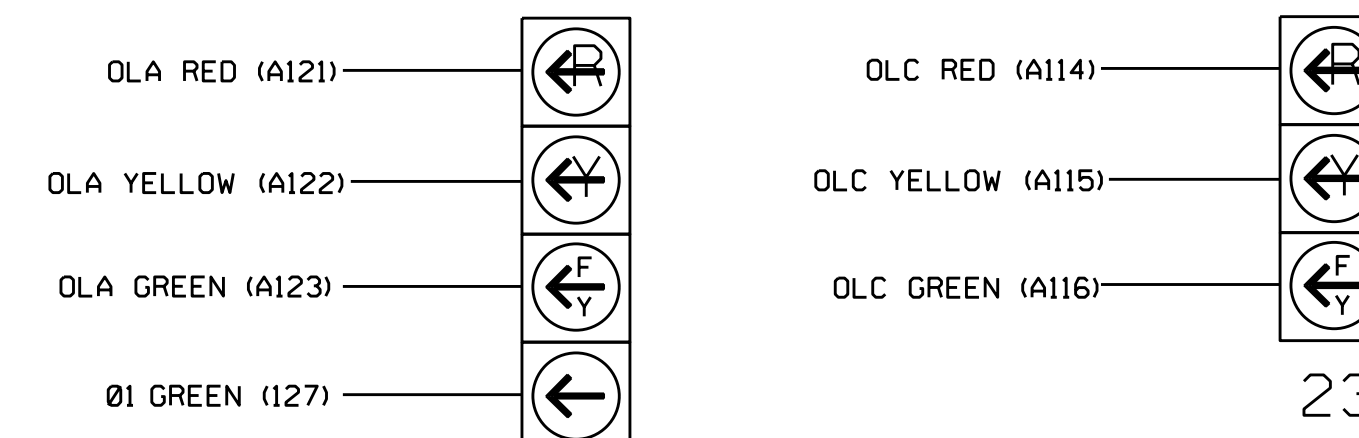 OLA RED (A121)
R
OLA YELLOW (A122)
Y
OLA GREEN (A123)
F
Y
Ø1 GREEN (127)
OLC RED (A114)
R
OLC YELLOW (A115)
Y
OLC GREEN (A116)
F
Y
23